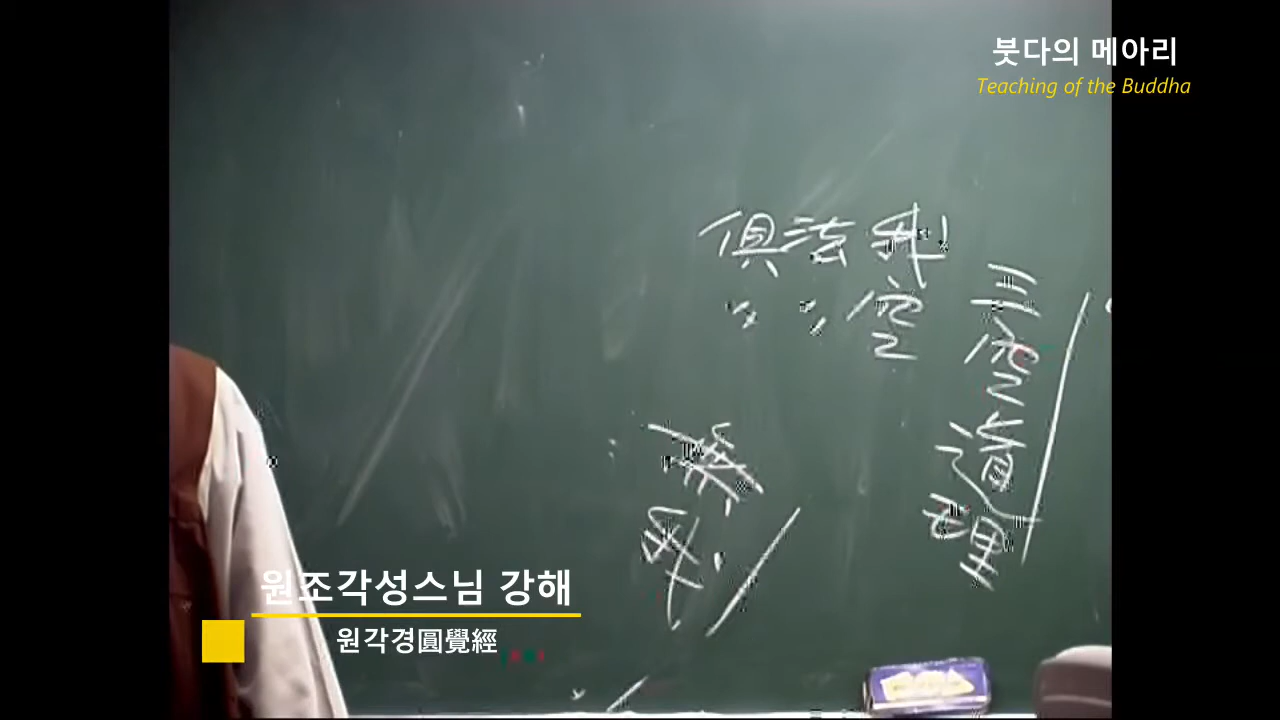 붓다의 메아리
Teaching of the Buddha
俱法我
〃 〃 空
三空道理
我
원조각성스님 강해
원각경圓覺經